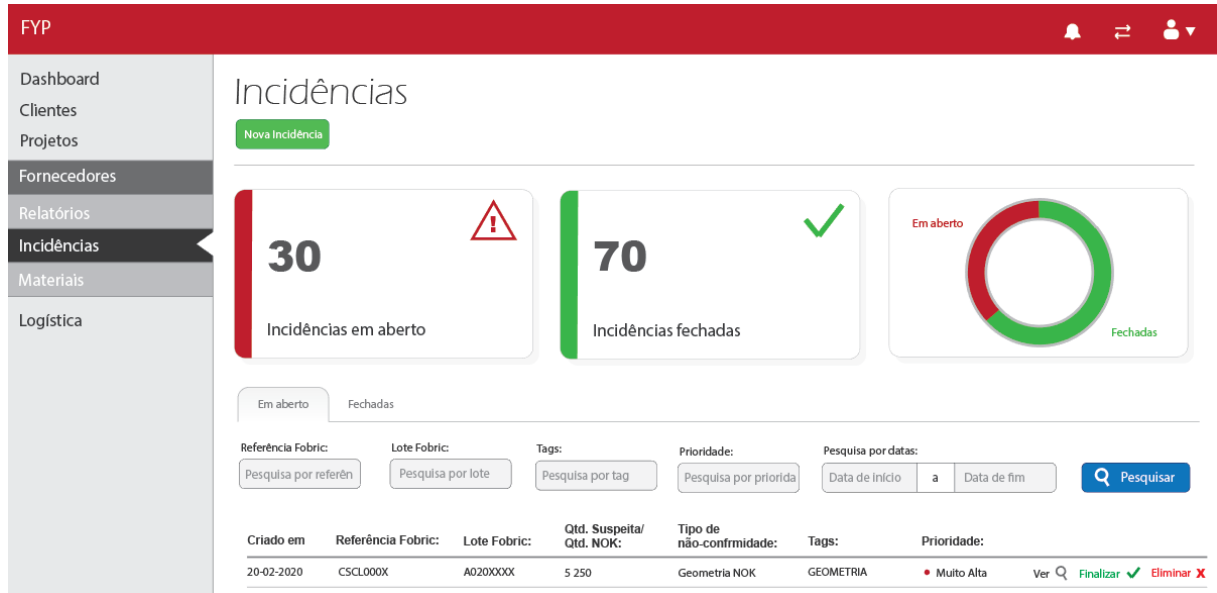 FYP
Dashboard
Clientes
Projetos
Fornecedores
Relatórios
Incidências
Materiais
Logística
Incidências
Nova Incidência
30
Incidências em aberto
70
Incidências fechadas
Em aberto
Fechadas
Em aberto Fechadas
Referência Fobric: Lote Fobric: Tags: Prioridade: Pesquisa por datas:
Pesquisa por referên Pesquisa por lote Pesquisa por tag Pesquisa por priorida Data de início a Data de fim Pesquisar
Criado em Referência Fobric: Lote Fobric: Qtd. Suspeita/ Qtd. NOK: Tipo de não-confrmidade: Tags: Prioridade:
20-02-2020 CSCL000X A020XXXX 5 250 Geometria NOK GEOMETRIA Muito Alta Ver Finalizar Eliminar X